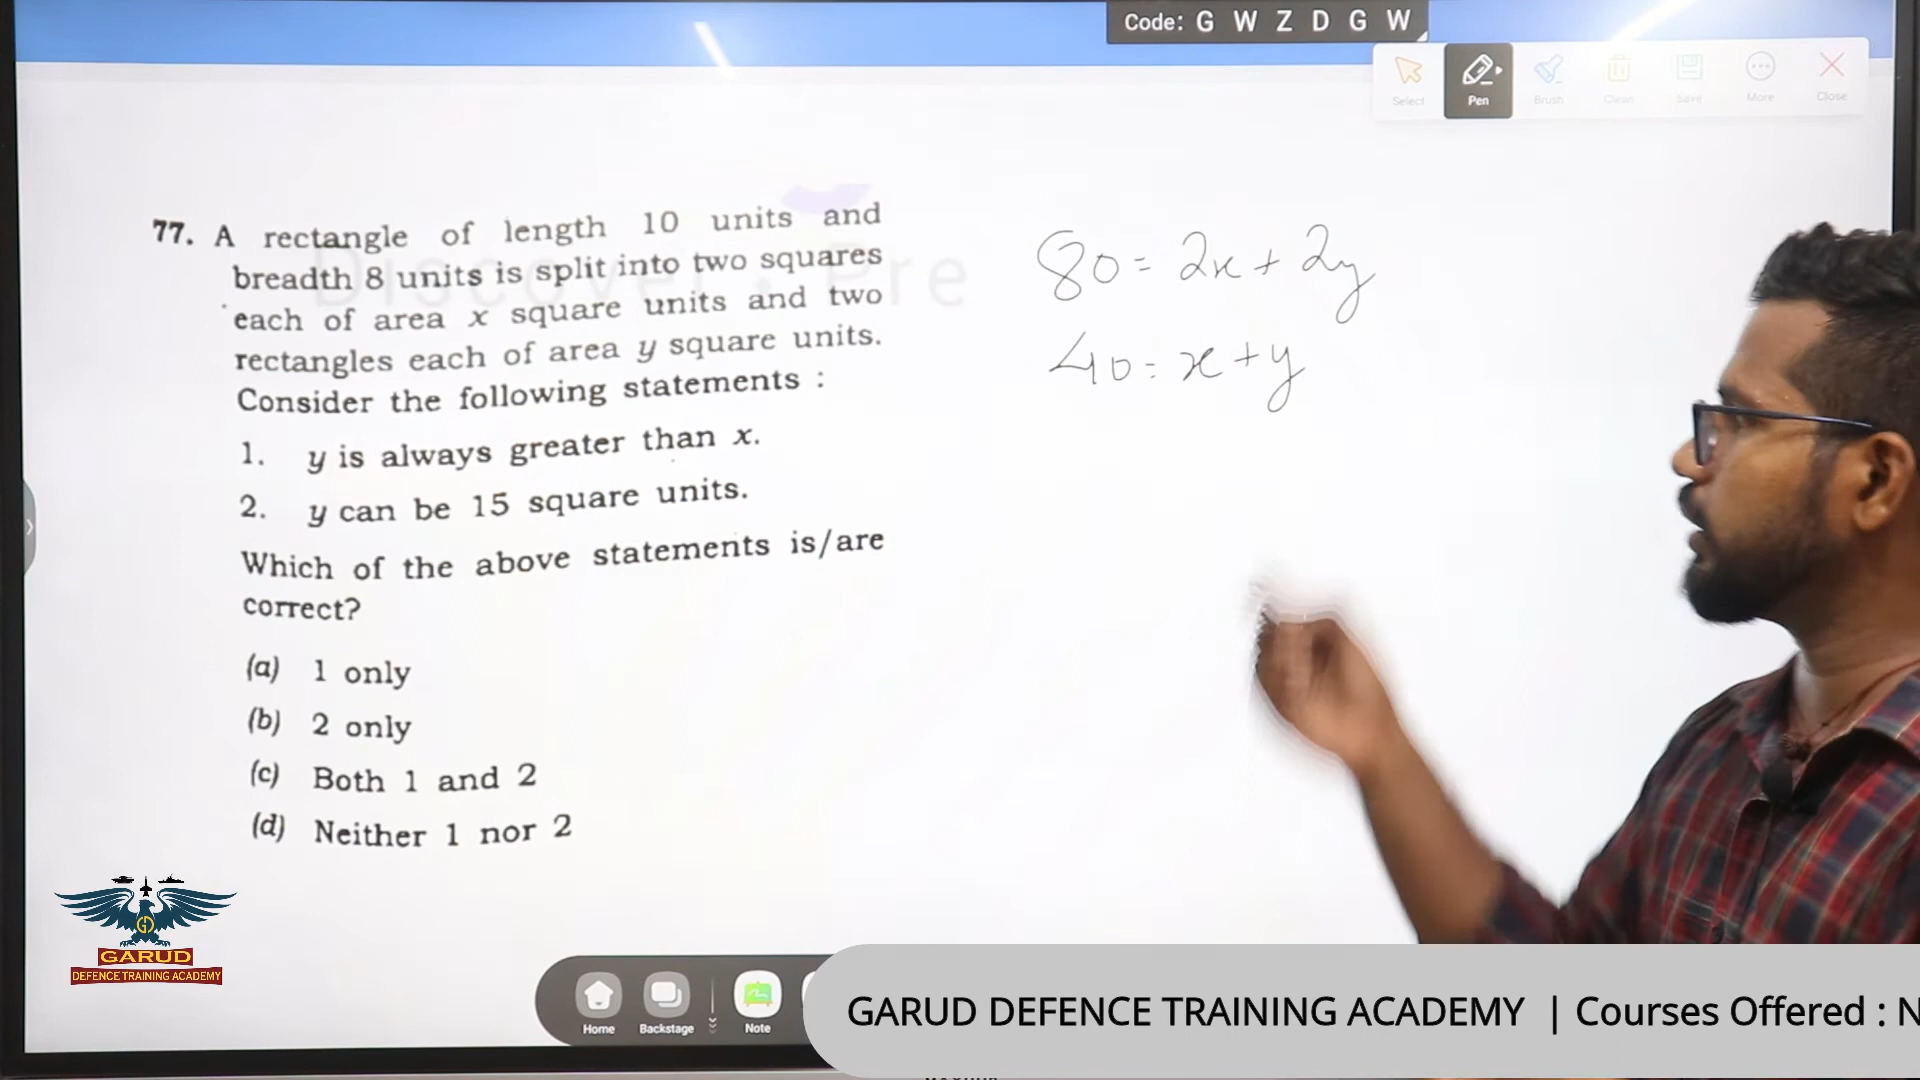 Code: G W Z D G W
Select Pen Brush Clean Save More Close
Discover . Pre
77. A rectangle of length 10 units and
breadth 8 units is split into two squares
each of area x square units and two
rectangles each of area y square units.
Consider the following statements :
1. y is always greater than x.
2. y can be 15 square units.
Which of the above statements is/are
correct?
(a) 1 only
(b) 2 only
(c) Both 1 and 2
(d) Neither 1 nor 2
80 = 2x + 2y
40 = x + y
GARUD
DEFENCE TRAINING ACADEMY
Home Backstage Note
GARUD DEFENCE TRAINING ACADEMY | Courses Offered : N